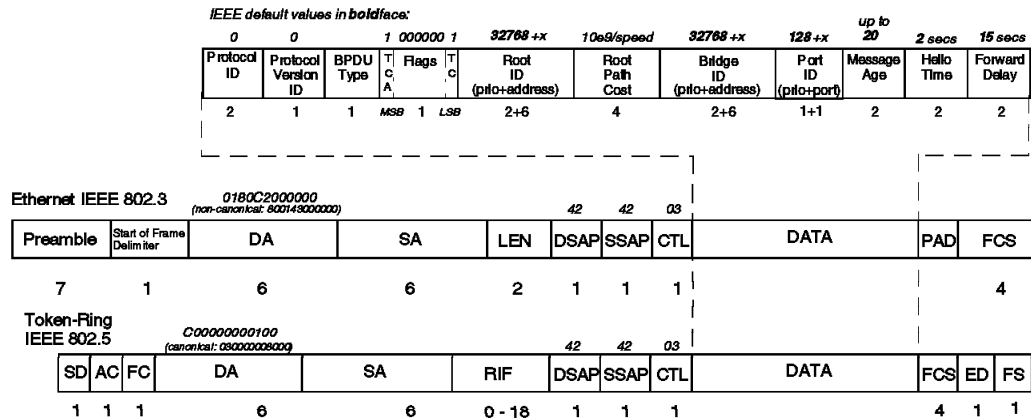 IEEE default values in boldface:
0 0 1 000000 1 32768 +x 10e9/speed 32768 +x 128+x up to 20 2 secs 15 secs
Protocol ID
Protocol Version ID
BPDU Type
T C A
Flags
T C
Root ID (prio+address)
Root Path Cost
Bridge ID (prio+address)
Port ID (prio+port)
Message Age
Hello Time
Forward Delay
2 1 1 MSB 1 LSB 2+6 4 2+6 1+1 2 2 2
Ethernet IEEE 802.3
0180C2000000
(non-canonical: 800143000000)
42 42 03
Preamble
Start of Frame Delimiter
DA SA LEN DSAP SSAP CTL DATA PAD FCS
7 1 6 6 2 1 1 1 4
Token-Ring
IEEE 802.5
C00000000100
(canonical: 030000008000)
42 42 03
SD AC FC DA SA RIF DSAP SSAP CTL DATA FCS ED FS
1 1 1 6 6 0 - 18 1 1 1 4 1 1